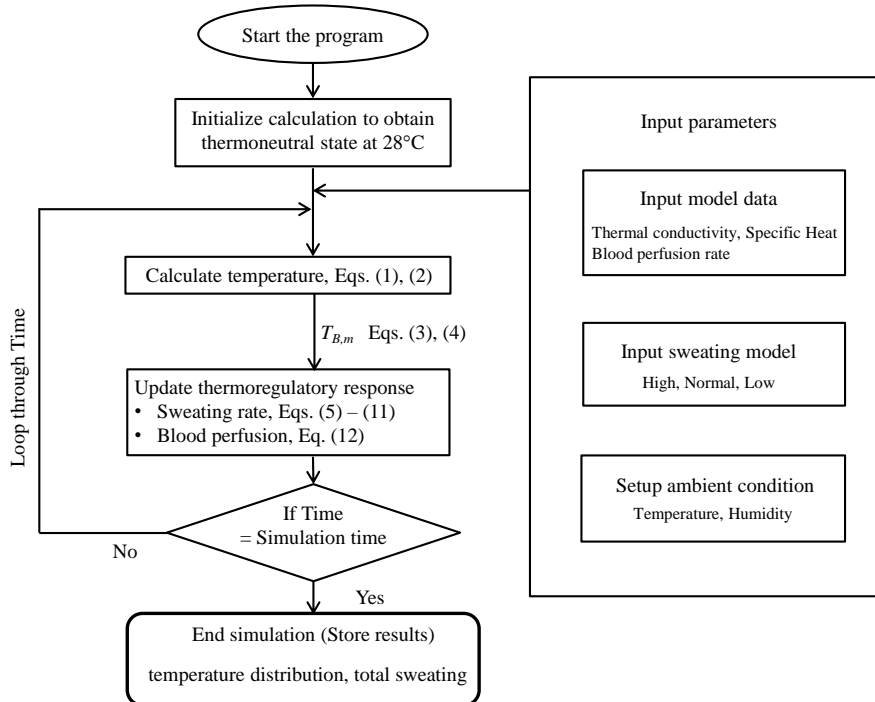 Start the program
Initialize calculation to obtain
thermoneutral state at 28°C
Calculate temperature, Eqs. (1), (2)
T_{B,m} Eqs. (3), (4)
Update thermoregulatory response
• Sweating rate, Eqs. (5) – (11)
• Blood perfusion, Eq. (12)
If Time
= Simulation time
No
Yes
Loop through Time
End simulation (Store results)
temperature distribution, total sweating
Input parameters
Input model data
Thermal conductivity, Specific Heat
Blood perfusion rate
Input sweating model
High, Normal, Low
Setup ambient condition
Temperature, Humidity